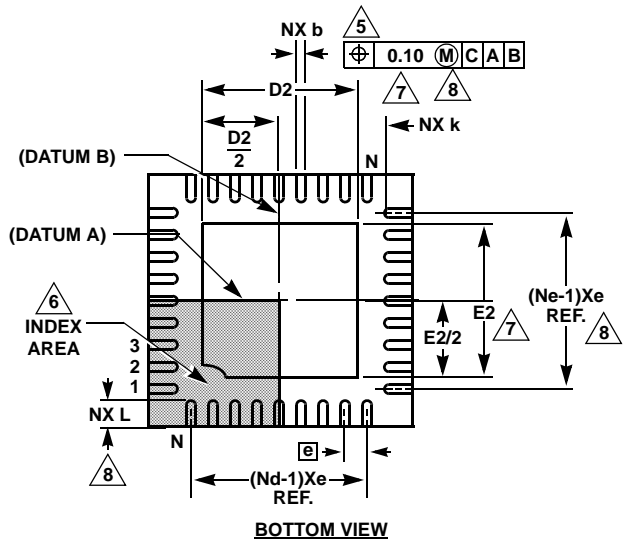 NX b
5
⌖ 0.10 M C A B
D2
7
8
D2
2
NX k
(DATUM B)
N
(DATUM A)
6
INDEX
AREA
(Ne-1)Xe
REF.
8
E2
7
E2/2
3
2
1
NX L
8
N
e
(Nd-1)Xe
REF.
BOTTOM VIEW